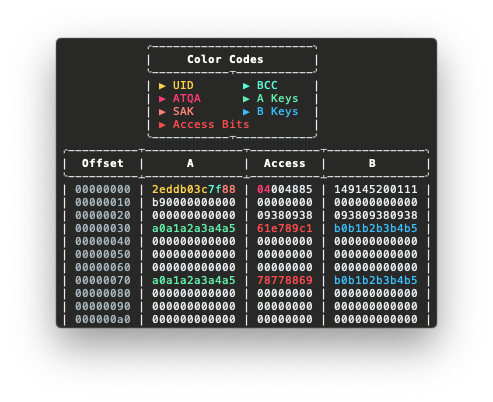 Color Codes
▶ UID ▶ BCC
▶ ATQA ▶ A Keys
▶ SAK ▶ B Keys
▶ Access Bits
Offset A Access B
00000000 2eddb03c7f88 04004885 149145200111
00000010 b90000000000 00000000 000000000000
00000020 000000000000 09380938 093809380938
00000030 a0a1a2a3a4a5 61e789c1 b0b1b2b3b4b5
00000040 000000000000 00000000 000000000000
00000050 000000000000 00000000 000000000000
00000060 000000000000 00000000 000000000000
00000070 a0a1a2a3a4a5 78778869 b0b1b2b3b4b5
00000080 000000000000 00000000 000000000000
00000090 000000000000 00000000 000000000000
000000a0 000000000000 00000000 000000000000